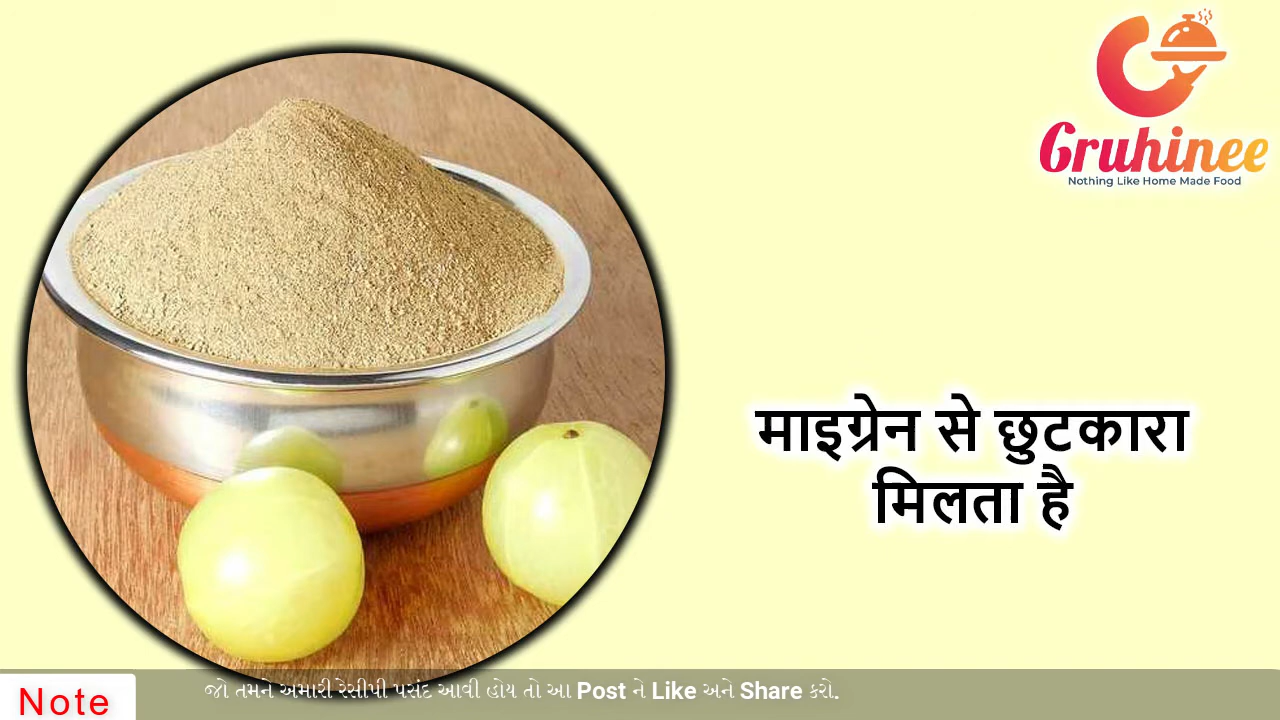 Gruhinee
Nothing Like Home Made Food
माइग्रेन से छुटकारा
मिलता है
Note
જો તમને અમારી રેસીપી પસંદ આવી હોય તો આ Post ને Like અને Share કરો.